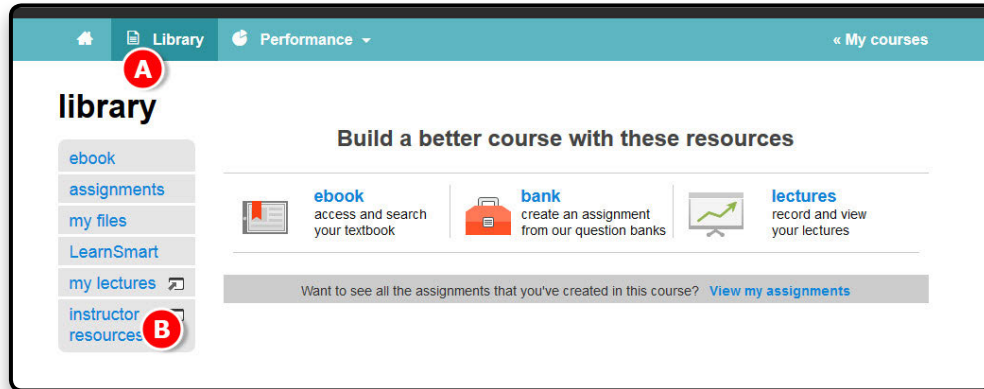 Library Performance « My courses
A
library
Build a better course with these resources
ebook
assignments
my files
LearnSmart
my lectures
instructor
resources
B
ebook
access and search
your textbook
bank
create an assignment
from our question banks
lectures
record and view
your lectures
Want to see all the assignments that you've created in this course? View my assignments